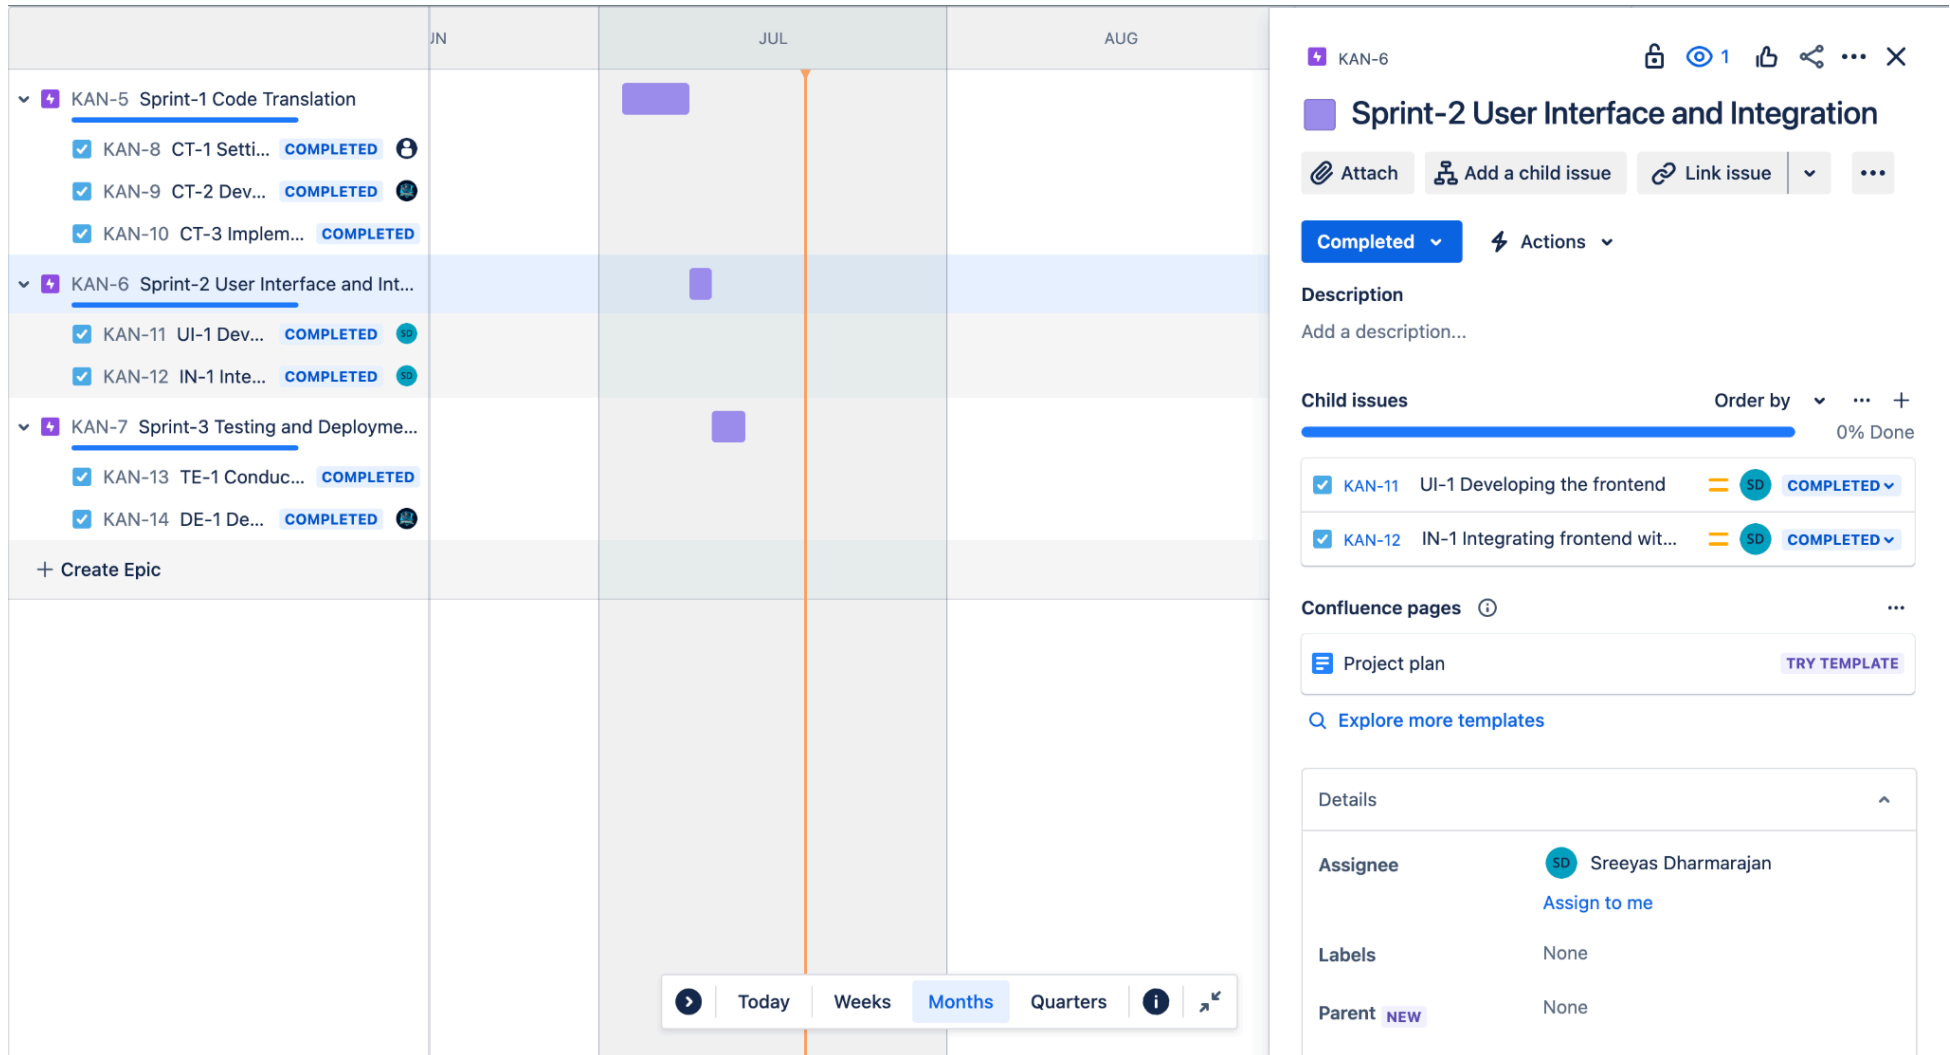 UN
JUL
AUG
KAN-5 Sprint-1 Code Translation
KAN-8 CT-1 Setti... COMPLETED
KAN-9 CT-2 Dev... COMPLETED
KAN-10 CT-3 Implem... COMPLETED
KAN-6 Sprint-2 User Interface and Int...
KAN-11 UI-1 Dev... COMPLETED SD
KAN-12 IN-1 Inte... COMPLETED SD
KAN-7 Sprint-3 Testing and Deployme...
KAN-13 TE-1 Conduc... COMPLETED
KAN-14 DE-1 De... COMPLETED
+ Create Epic
Today Weeks Months Quarters
KAN-6
1
Sprint-2 User Interface and Integration
Attach Add a child issue Link issue
Completed Actions
Description
Add a description...
Child issues Order by
0% Done
KAN-11 UI-1 Developing the frontend SD COMPLETED
KAN-12 IN-1 Integrating frontend wit... SD COMPLETED
Confluence pages
Project plan TRY TEMPLATE
Explore more templates
Details
Assignee SD Sreeyas Dharmarajan
Assign to me
Labels None
Parent NEW None